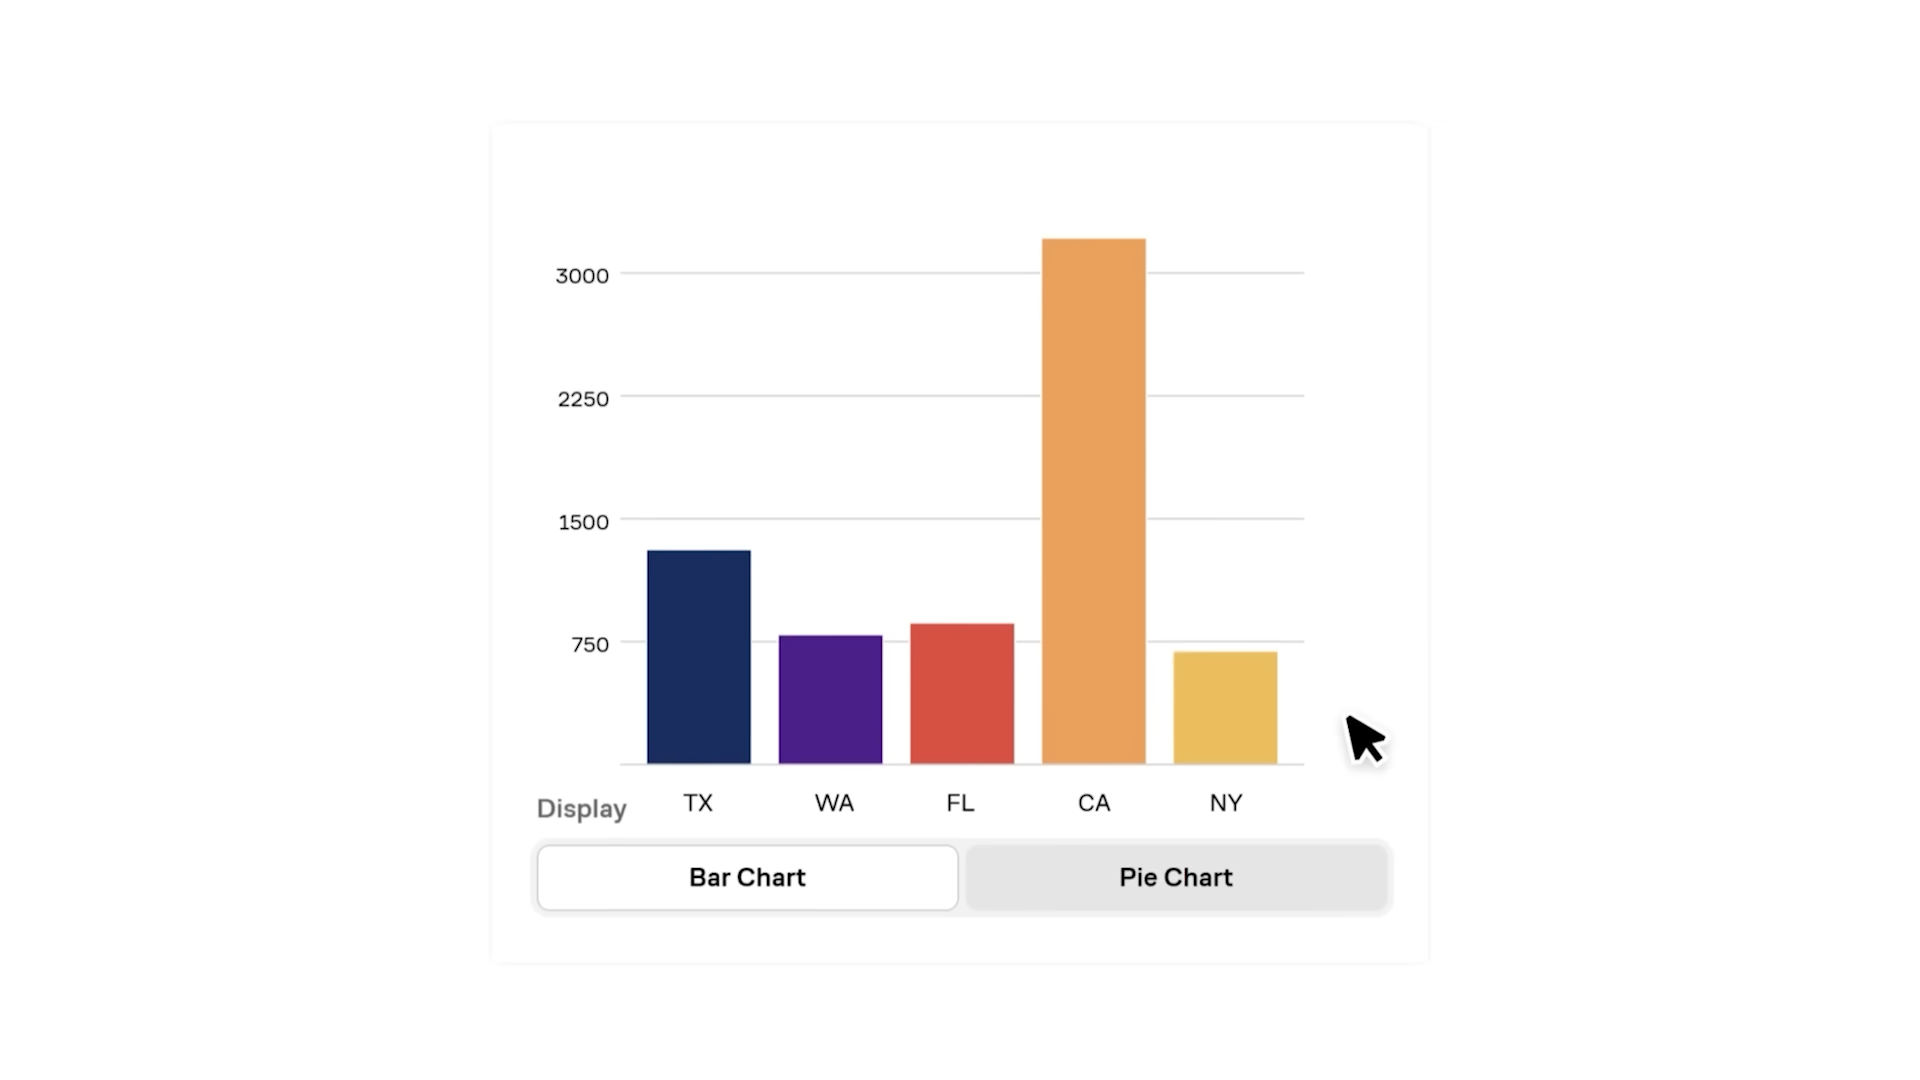 3000
2250
1500
750
TX WA FL CA NY
Display
Bar Chart Pie Chart